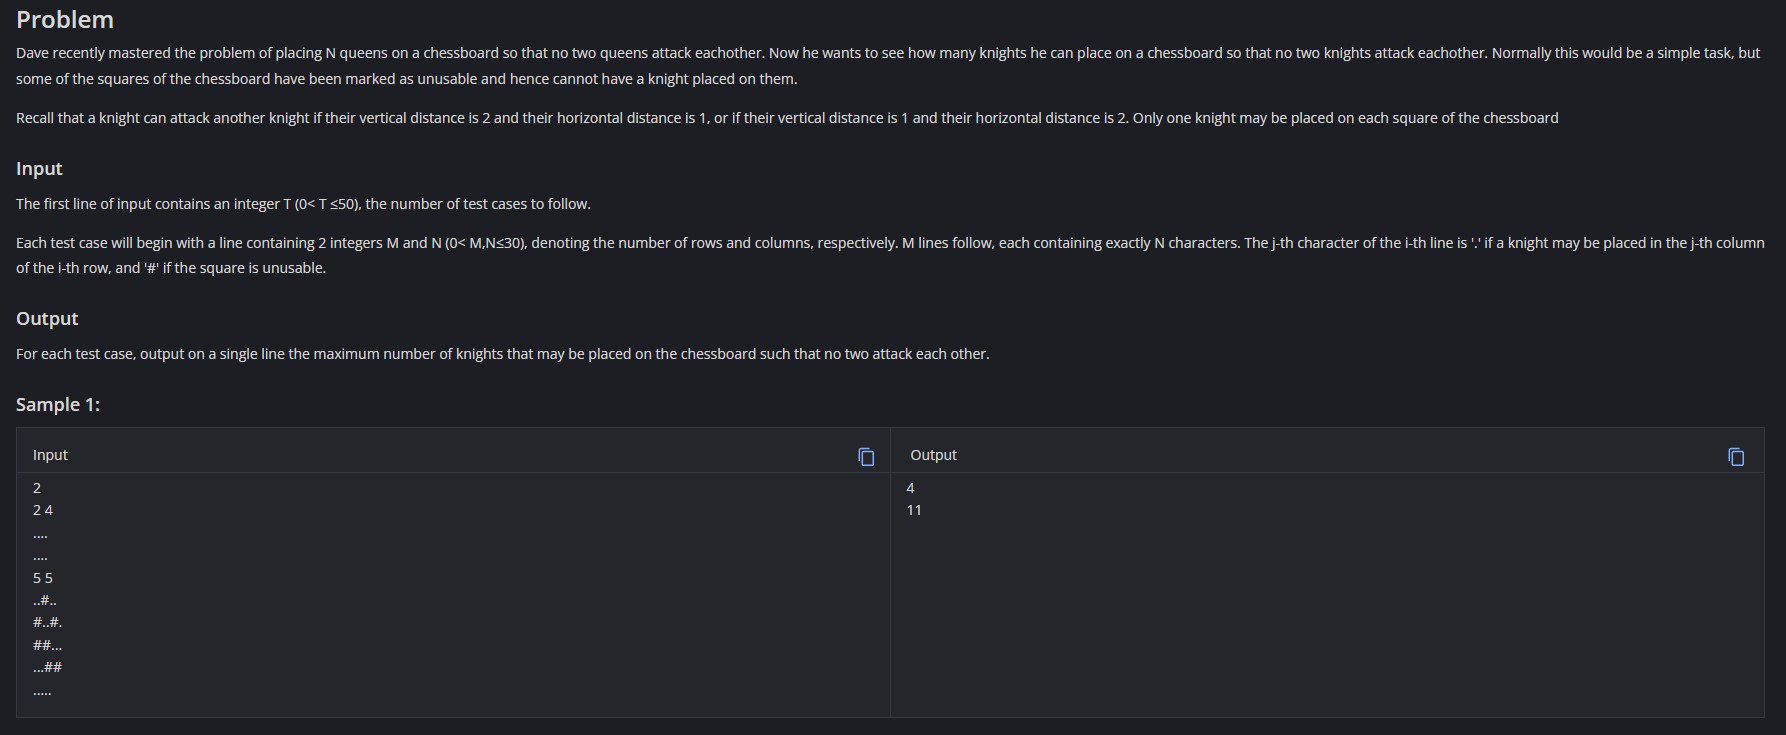 Problem
Dave recently mastered the problem of placing N queens on a chessboard so that no two queens attack eachother. Now he wants to see how many knights he can place on a chessboard so that no two knights attack eachother. Normally this would be a simple task, but
some of the squares of the chessboard have been marked as unusable and hence cannot have a knight placed on them.
Recall that a knight can attack another knight if their vertical distance is 2 and their horizontal distance is 1, or if their vertical distance is 1 and their horizontal distance is 2. Only one knight may be placed on each square of the chessboard
Input
The first line of input contains an integer T (0< T ≤50), the number of test cases to follow.
Each test case will begin with a line containing 2 integers M and N (0< M,N≤30), denoting the number of rows and columns, respectively. M lines follow, each containing exactly N characters. The j-th character of the i-th line is '.' if a knight may be placed in the j-th column
of the i-th row, and '#' if the square is unusable.
Output
For each test case, output on a single line the maximum number of knights that may be placed on the chessboard such that no two attack each other.
Sample 1:
Input
2
2 4
....
....
5 5
..#..
#..#.
##...
...##
.....
Output
4
11